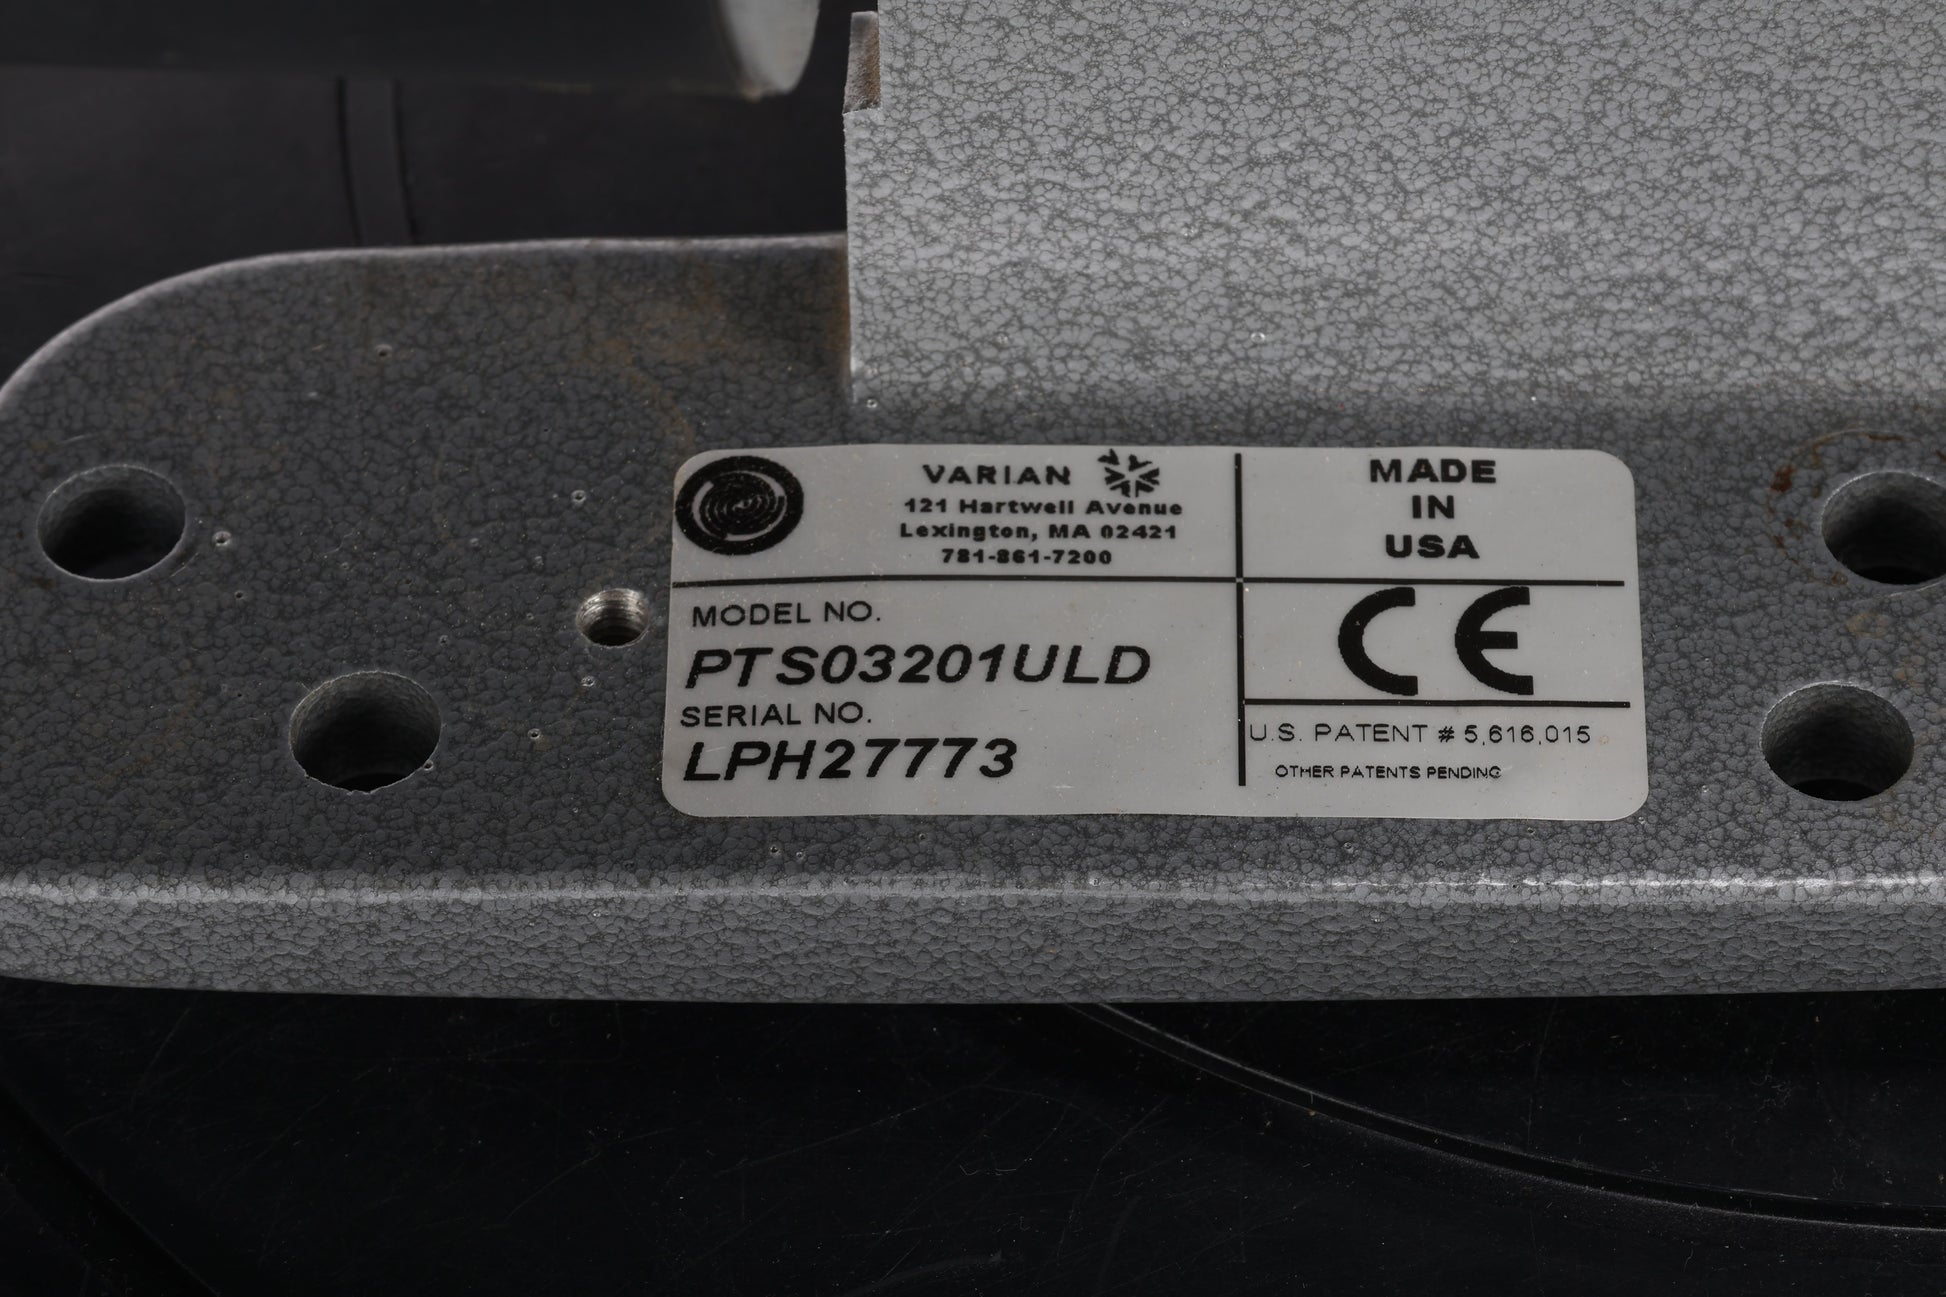 VARIAN
121 Hartwell Avenue
Lexington, MA 02421
781-861-7200
MADE
IN
USA
MODEL NO.
PTS03201ULD
SERIAL NO.
LPH27773
CE
U.S. PATENT # 5,616,015
OTHER PATENTS PENDING